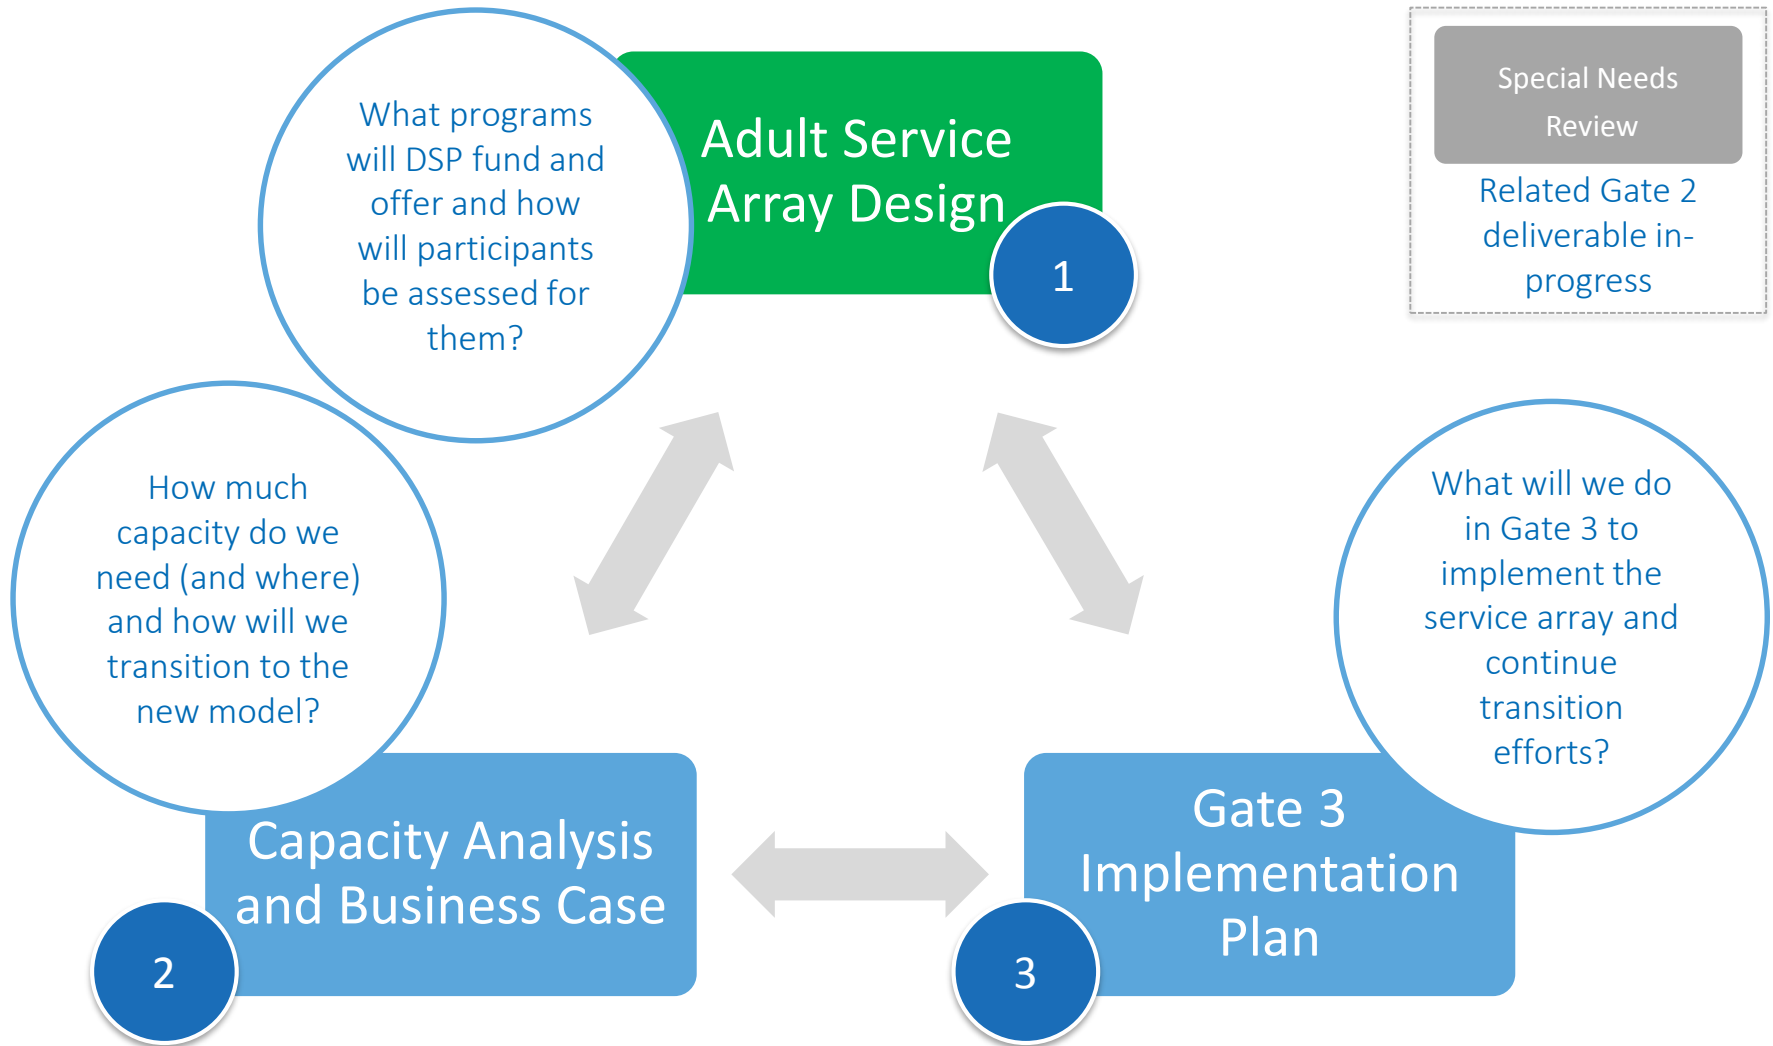 What programs
will DSP fund and
offer and how
will participants
be assessed for
them?
Adult Service
Array Design
1
Special Needs
Review
Related Gate 2
deliverable in-
progress
How much
capacity do we
need (and where)
and how will we
transition to the
new model?
Capacity Analysis
and Business Case
2
What will we do
in Gate 3 to
implement the
service array and
continue
transition
efforts?
Gate 3
Implementation
Plan
3